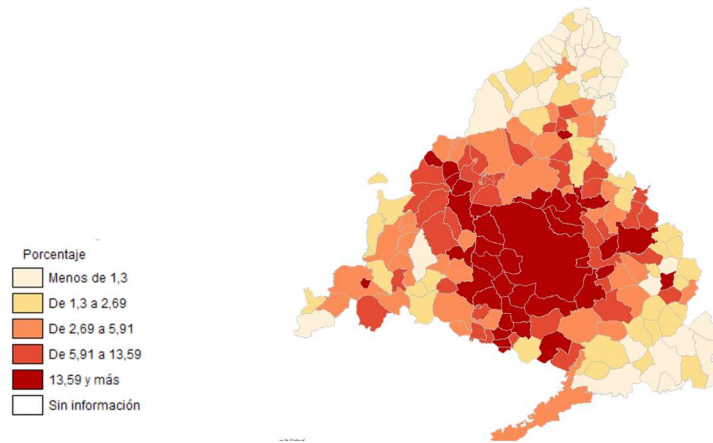 Porcentaje
Menos de 1,3
De 1,3 a 2,69
De 2,69 a 5,91
De 5,91 a 13,59
13,59 y más
Sin información